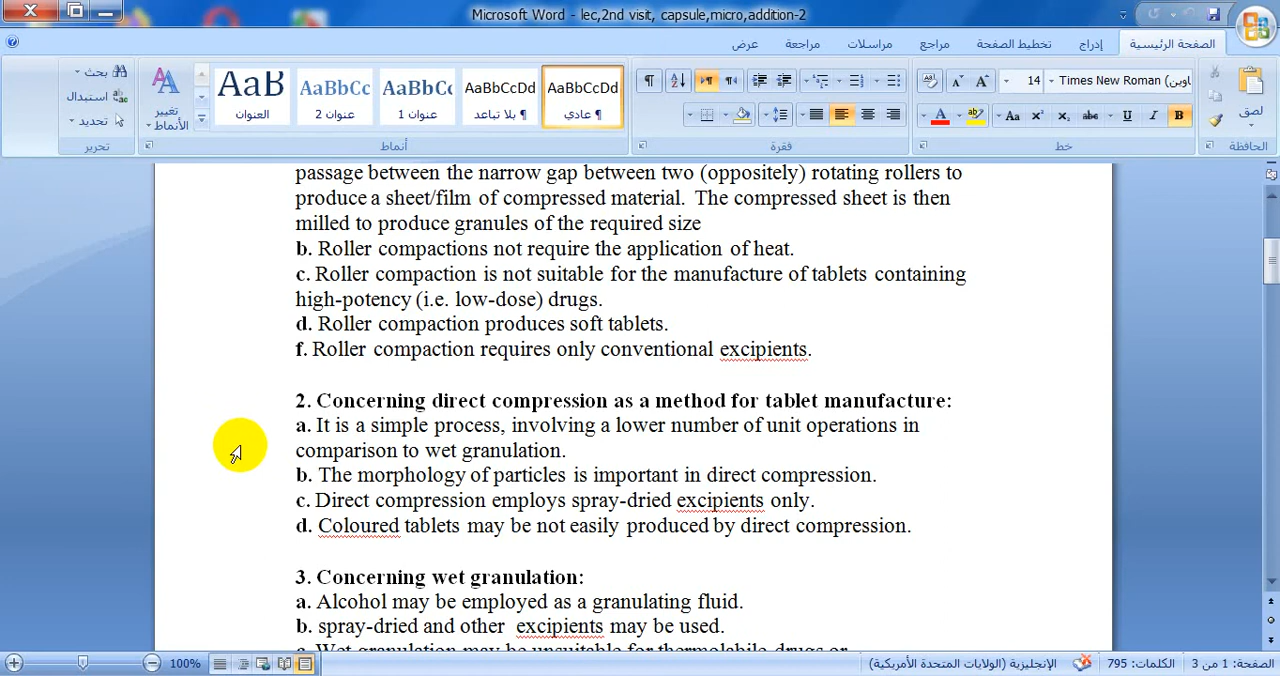 Microsoft Word - lec,2nd visit, capsule,micro,addition-2
الصفحة الرئيسية
إدراج
تخطيط الصفحة
مراجع
مراسلات
مراجعة
عرض
لصق
الحافظة
Times New Roman (عناوين
14
Aa
abc
U
I
B
خط
فقرة
AaBbCcDd
عادي
AaBbCcDd
بلا تباعد
AaBbCc
عنوان 1
AaBbCc
عنوان 2
AaB
العنوان
تغيير
الأنماط
أنماط
بحث
استبدال
تحديد
تحرير
passage between the narrow gap between two (oppositely) rotating rollers to
produce a sheet/film of compressed material. The compressed sheet is then
milled to produce granules of the required size
b. Roller compactions not require the application of heat.
c. Roller compaction is not suitable for the manufacture of tablets containing
high-potency (i.e. low-dose) drugs.
d. Roller compaction produces soft tablets.
f. Roller compaction requires only conventional excipients.
2. Concerning direct compression as a method for tablet manufacture:
a. It is a simple process, involving a lower number of unit operations in
comparison to wet granulation.
b. The morphology of particles is important in direct compression.
c. Direct compression employs spray-dried excipients only.
d. Coloured tablets may be not easily produced by direct compression.
3. Concerning wet granulation:
a. Alcohol may be employed as a granulating fluid.
b. spray-dried and other excipients may be used.
c. Wet granulation may be unsuitable for thermolabile drugs or
الصفحة: 1 من 3
الكلمات: 795
الإنجليزية (الولايات المتحدة الأمريكية)
100%